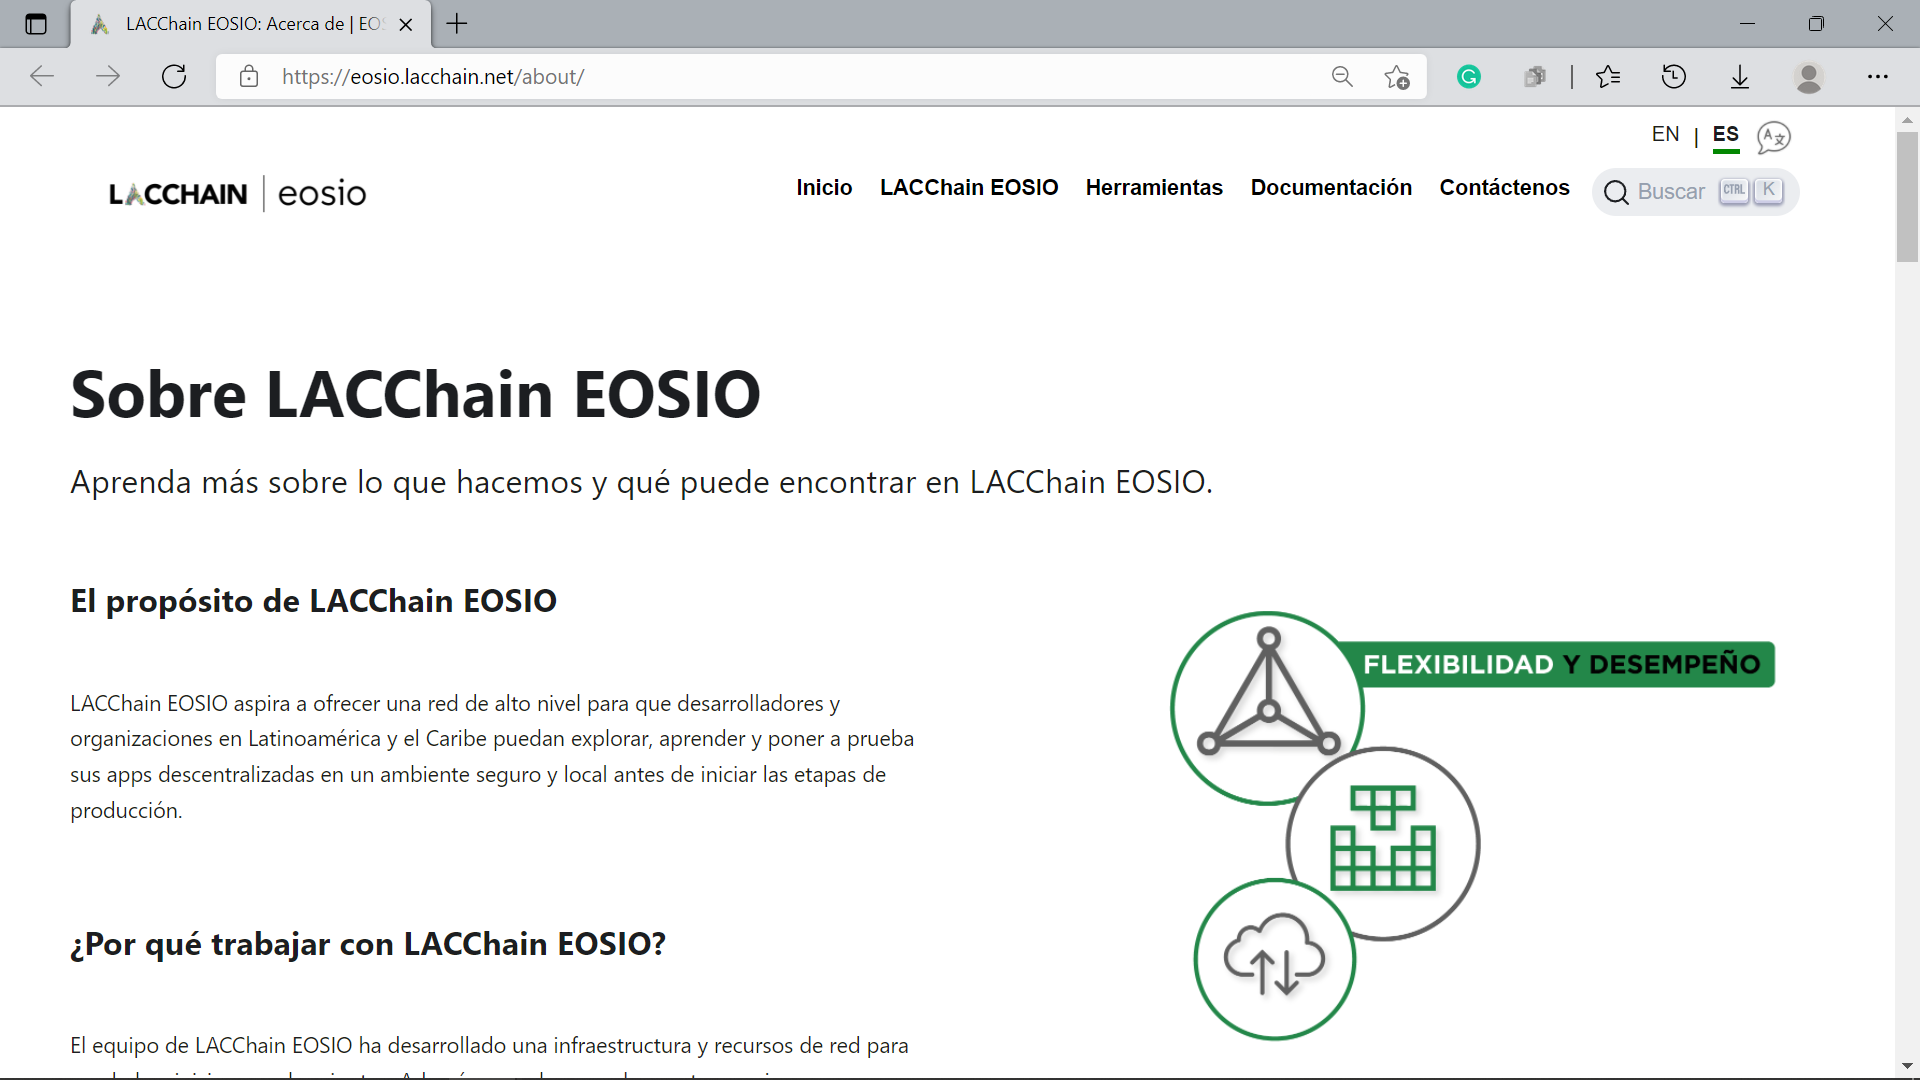 LACChain EOSIO: Acerca de | EOS
https://eosio.lacchain.net/about/
EN | ES
LACCHAIN | eosio
Inicio LACChain EOSIO Herramientas Documentación Contáctenos Buscar CTRL K
Sobre LACChain EOSIO
Aprenda más sobre lo que hacemos y qué puede encontrar en LACChain EOSIO.
El propósito de LACChain EOSIO
LACChain EOSIO aspira a ofrecer una red de alto nivel para que desarrolladores y
organizaciones en Latinoamérica y el Caribe puedan explorar, aprender y poner a prueba
sus apps descentralizadas en un ambiente seguro y local antes de iniciar las etapas de
producción.
FLEXIBILIDAD Y DESEMPEÑO
¿Por qué trabajar con LACChain EOSIO?
El equipo de LACChain EOSIO ha desarrollado una infraestructura y recursos de red para